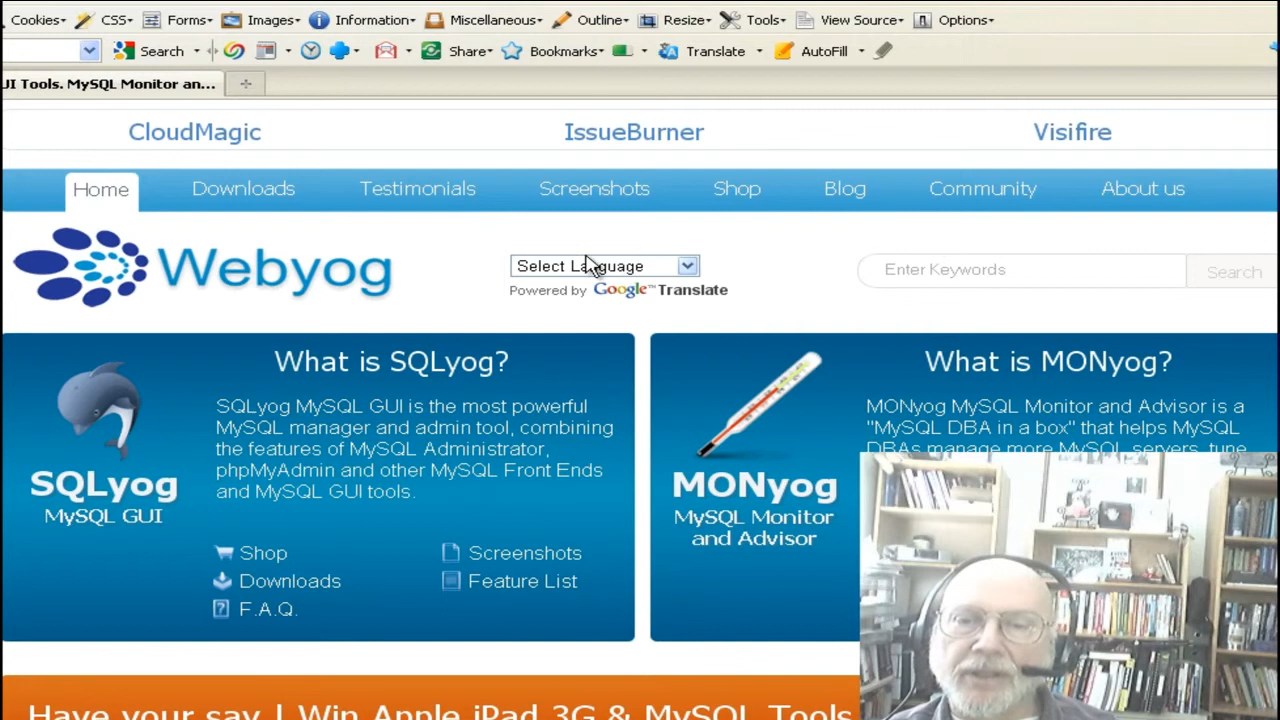 Cookies CSS Forms Images Information Miscellaneous Outline Resize Tools View Source Options
Search Share Bookmarks Translate AutoFill
UI Tools. MySQL Monitor an...
CloudMagic IssueBurner Visifire
Home Downloads Testimonials Screenshots Shop Blog Community About us
Webyog
Select Language
Powered by Google™ Translate
Enter Keywords Search
What is SQLyog?
SQLyog MySQL GUI is the most powerful
MySQL manager and admin tool, combining
the features of MySQL Administrator,
phpMyAdmin and other MySQL Front Ends
and MySQL GUI tools.
SQLyog
MySQL GUI
Shop Screenshots
Downloads Feature List
F.A.Q.
What is MONyog?
MONyog MySQL Monitor and Advisor is a
"MySQL DBA in a box" that helps MySQL
DBAs manage more MySQL servers, tune
MONyog
MySQL Monitor
and Advisor
Have your say | Win Apple iPad 3G & MySQL Tools